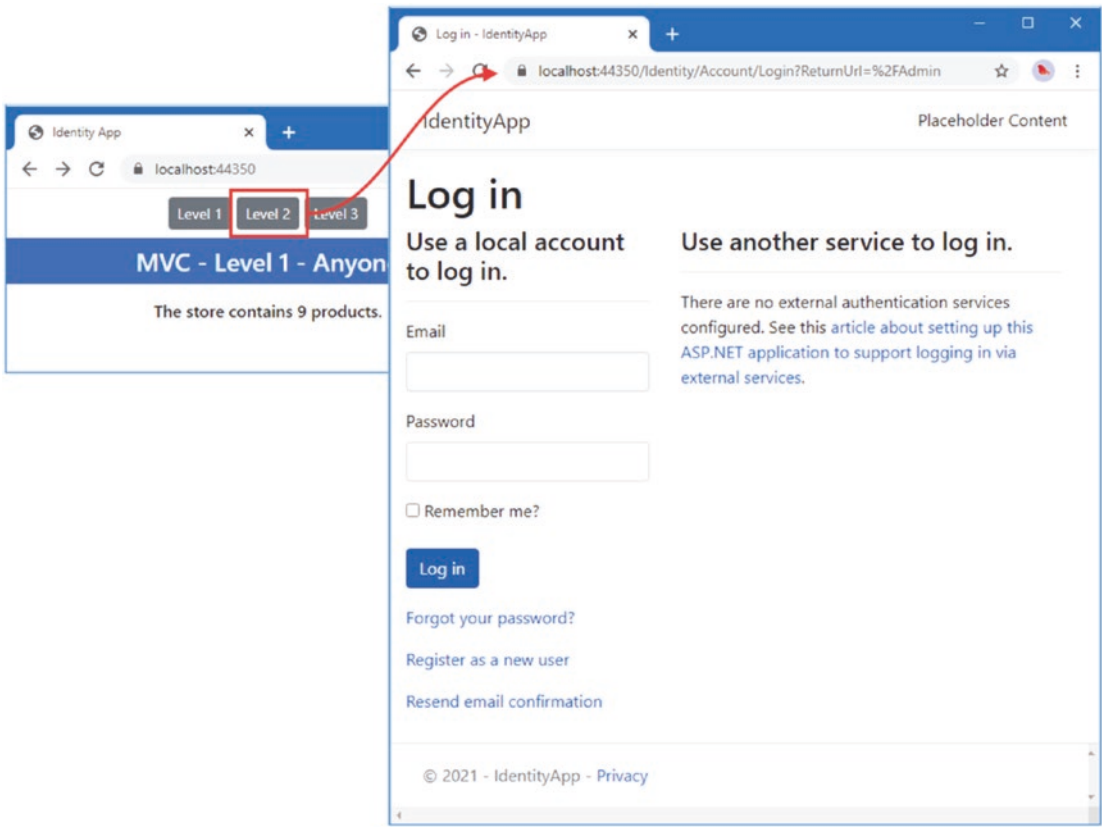 Identity App
localhost:44350
Level 1 Level 2 Level 3
MVC - Level 1 - Anyon
The store contains 9 products.
Log in - IdentityApp
localhost:44350/Identity/Account/Login?ReturnUrl=%2FAdmin
IdentityApp Placeholder Content
Log in
Use a local account
to log in.
Email
Password
Remember me?
Log in
Forgot your password?
Register as a new user
Resend email confirmation
Use another service to log in.
There are no external authentication services
configured. See this article about setting up this
ASP.NET application to support logging in via
external services.
© 2021 - IdentityApp - Privacy